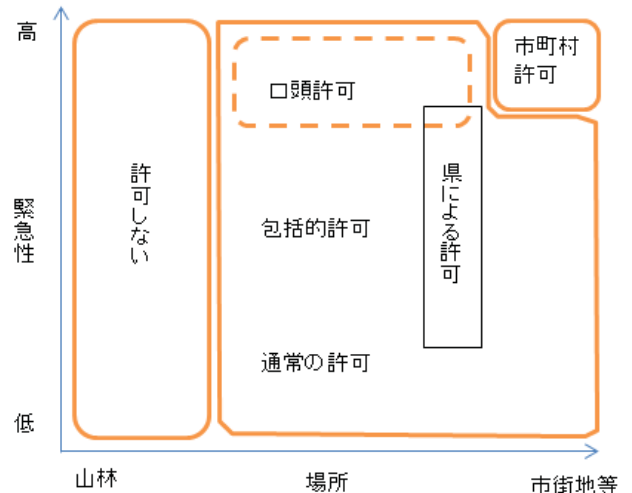 高
市町村
許可
口頭許可
許可しない
県による許可
緊急性
包括的許可
通常の許可
低
山林
場所
市街地等